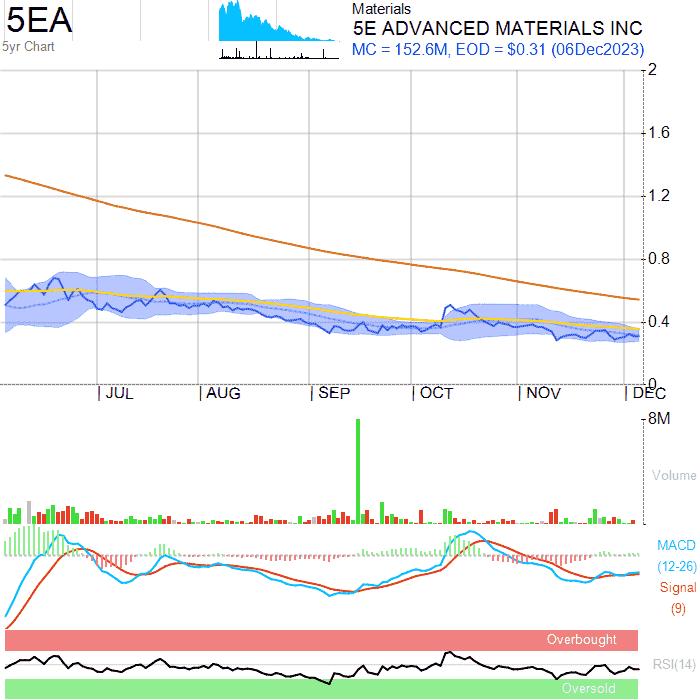 5EA
5yr Chart
Materials
5E ADVANCED MATERIALS INC
MC = 152.6M, EOD = $0.31 (06Dec2023)
2
1.6
1.2
0.8
0.4
0
JUL
AUG
SEP
OCT
NOV
DEC
8M
Volume
MACD
(12-26)
Signal
(9)
Overbought
RSI(14)
Oversold